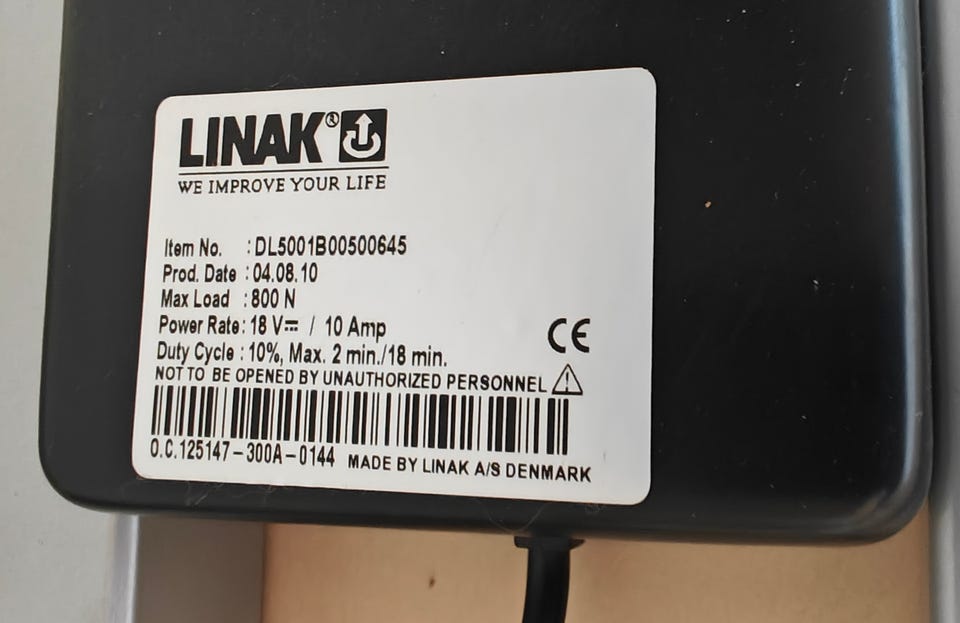 LINAK®
WE IMPROVE YOUR LIFE
Item No. : DL5001B00500645
Prod. Date : 04.08.10
Max Load : 800 N
Power Rate : 18 V⎓ / 10 Amp
Duty Cycle : 10%, Max. 2 min./18 min.
CE
NOT TO BE OPENED BY UNAUTHORIZED PERSONNEL
O.C.125147-300A-0144 MADE BY LINAK A/S DENMARK